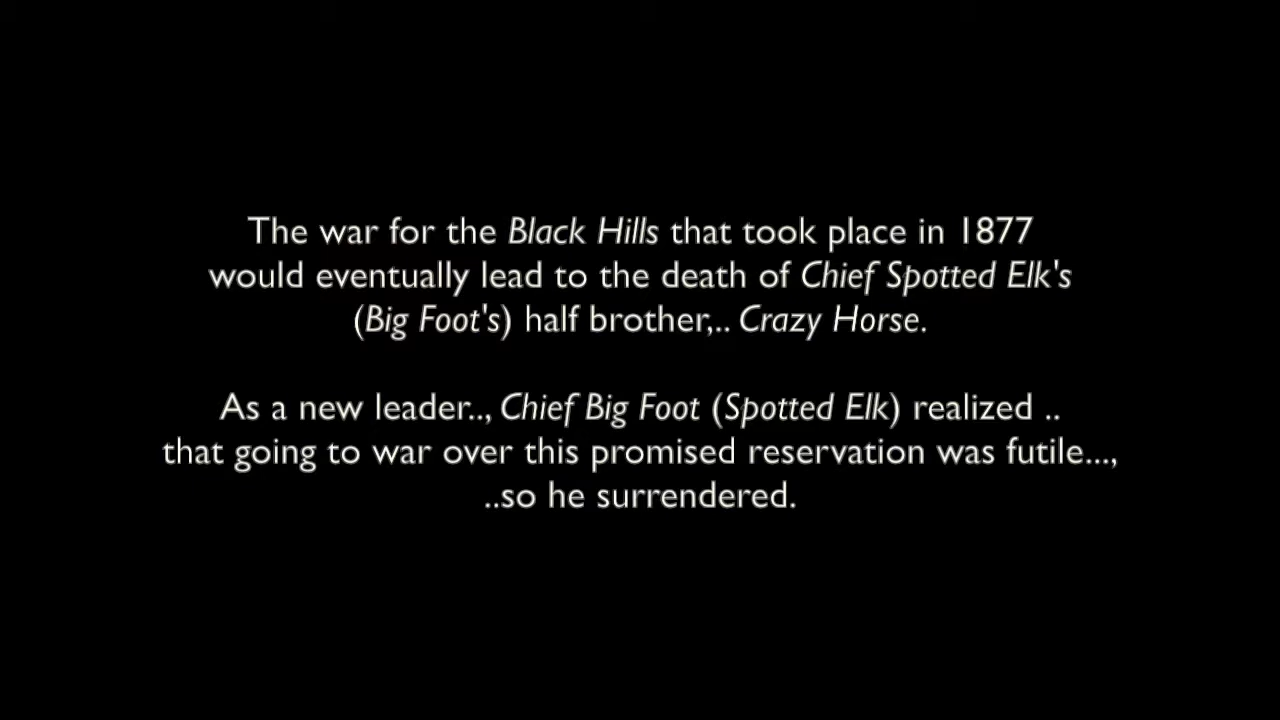 The war for the Black Hills that took place in 1877
would eventually lead to the death of Chief Spotted Elk's
(Big Foot's) half brother,.. Crazy Horse.
As a new leader.., Chief Big Foot (Spotted Elk) realized ..
that going to war over this promised reservation was futile...,
..so he surrendered.